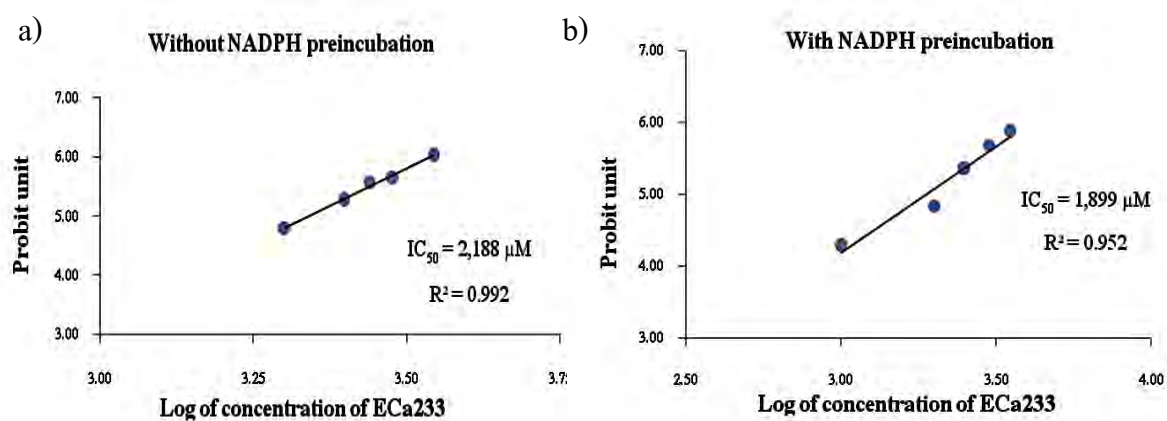 a)
Without NADPH preincubation
7.00
6.00
5.00
4.00
3.00
Probit unit
IC50 = 2,188 µM
R² = 0.992
3.00 3.25 3.50 3.7:
Log of concentration of ECa233
b)
With NADPH preincubation
7.00
6.00
5.00
4.00
3.00
Probit unit
IC50 = 1,899 µM
R² = 0.952
2.50 3.00 3.50 4.00
Log of concentration of ECa233